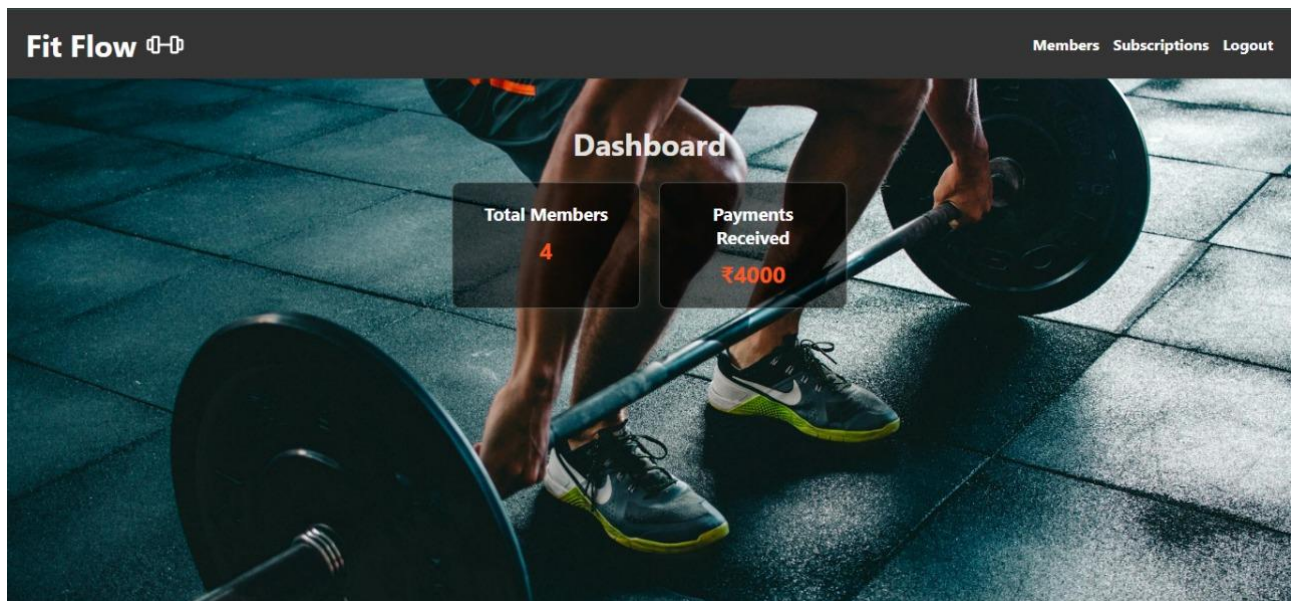 Fit Flow
Members Subscriptions Logout
Dashboard
Total Members
4
Payments
Received
₹4000